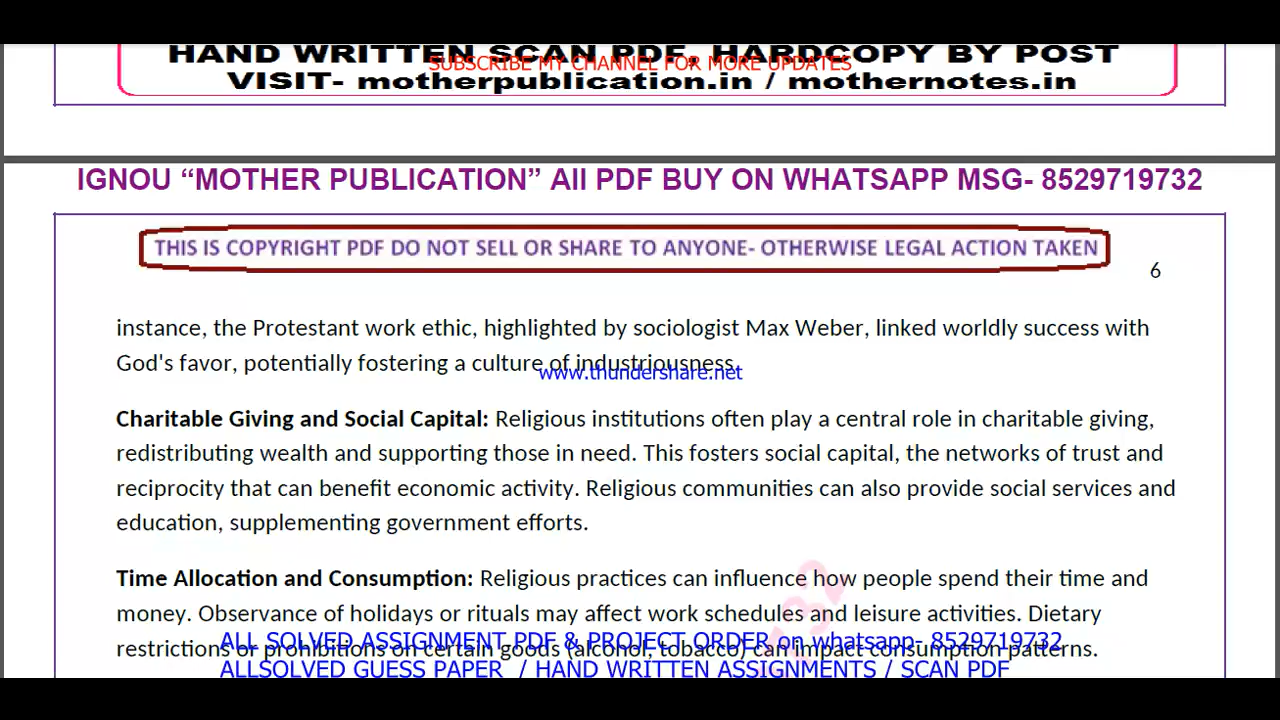 HAND WRITTEN SCAN PDF, HARDCOPY BY POST
SUBSCRIBE MY CHANNEL FOR MORE UPDATES
VISIT- motherpublication.in / mothernotes.in
IGNOU “MOTHER PUBLICATION” All PDF BUY ON WHATSAPP MSG- 8529719732
THIS IS COPYRIGHT PDF DO NOT SELL OR SHARE TO ANYONE- OTHERWISE LEGAL ACTION TAKEN
6
instance, the Protestant work ethic, highlighted by sociologist Max Weber, linked worldly success with
God's favor, potentially fostering a culture of industriousness.
www.thundershare.net
Charitable Giving and Social Capital: Religious institutions often play a central role in charitable giving,
redistributing wealth and supporting those in need. This fosters social capital, the networks of trust and
reciprocity that can benefit economic activity. Religious communities can also provide social services and
education, supplementing government efforts.
Time Allocation and Consumption: Religious practices can influence how people spend their time and
money. Observance of holidays or rituals may affect work schedules and leisure activities. Dietary
restrictions or prohibitions on certain goods (alcohol, tobacco) can impact consumption patterns.
ALL SOLVED ASSIGNMENT PDF & PROJECT ORDER on whatsapp- 8529719732
ALLSOLVED GUESS PAPER / HAND WRITTEN ASSIGNMENTS / SCAN PDF